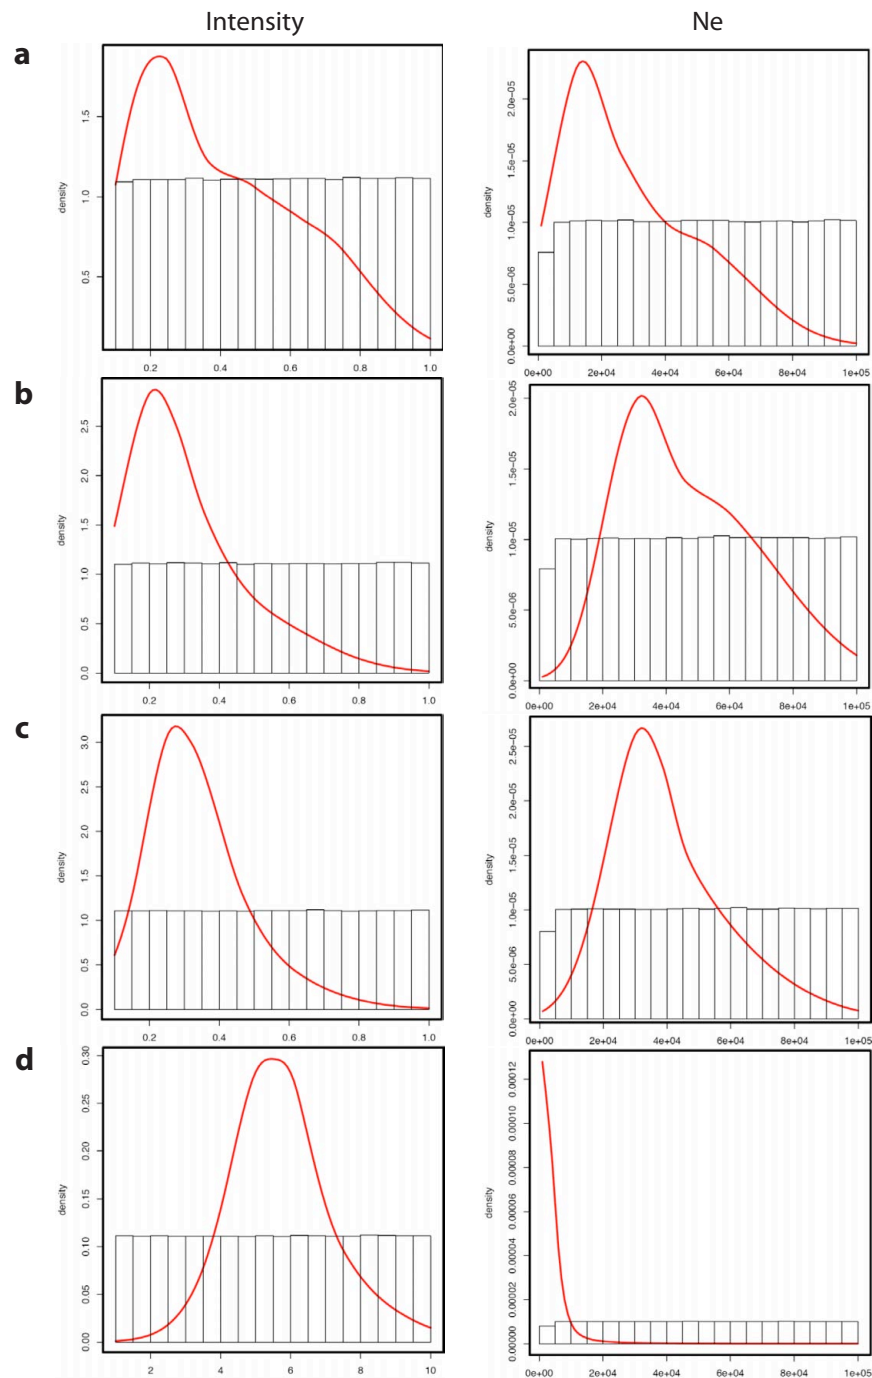 Intensity Ne
a
density
0.5 1.0 1.5
0.2 0.4 0.6 0.8 1.0
density
0.0e+00 5.0e-06 1.0e-05 1.5e-05 2.0e-05
0e+00 2e+04 4e+04 6e+04 8e+04 1e+05
b
density
0.0 0.5 1.0 1.5 2.0 2.5
0.2 0.4 0.6 0.8 1.0
density
0.0e+00 5.0e-06 1.0e-05 1.5e-05 2.0e-05
0e+00 2e+04 4e+04 6e+04 8e+04 1e+05
c
density
0.0 0.5 1.0 1.5 2.0 2.5 3.0
0.2 0.4 0.6 0.8 1.0
density
0.0e+00 5.0e-06 1.0e-05 1.5e-05 2.0e-05 2.5e-05
0e+00 2e+04 4e+04 6e+04 8e+04 1e+05
d
density
0.00 0.05 0.10 0.15 0.20 0.25 0.30
2 4 6 8 10
density
0.00000 0.00002 0.00004 0.00006 0.00008 0.00010 0.00012
0e+00 2e+04 4e+04 6e+04 8e+04 1e+05